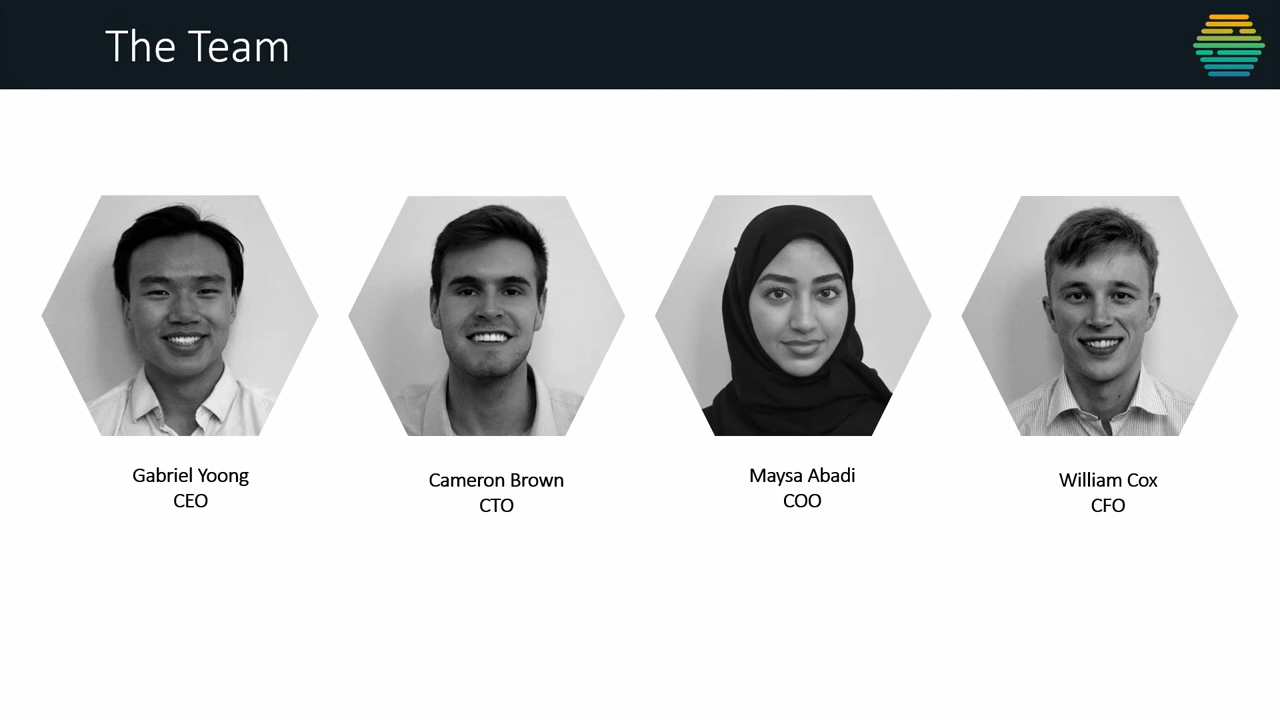 The Team
Gabriel Yoong
CEO
Cameron Brown
CTO
Maysa Abadi
COO
William Cox
CFO